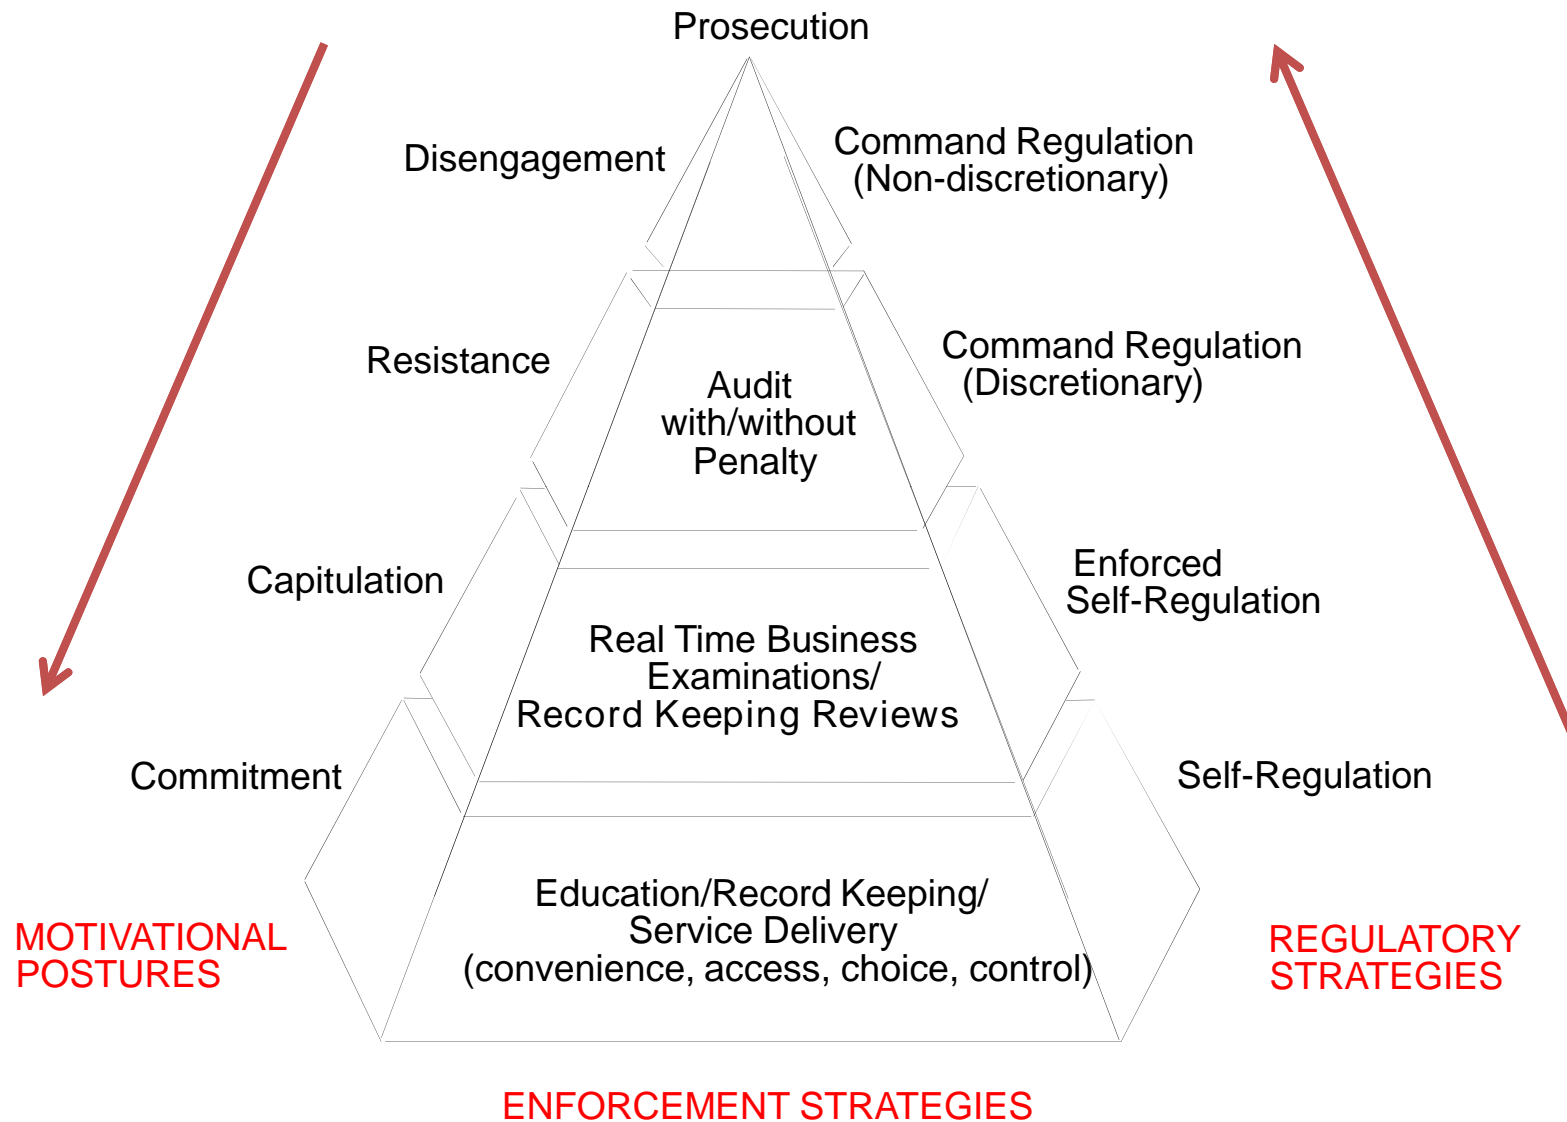 Prosecution
Disengagement
Command Regulation
(Non-discretionary)
Resistance
Command Regulation
(Discretionary)
Audit
with/without
Penalty
Capitulation
Enforced
Self-Regulation
Real Time Business
Examinations/
Record Keeping Reviews
Commitment
Self-Regulation
Education/Record Keeping/
Service Delivery
(convenience, access, choice, control)
MOTIVATIONAL
POSTURES
REGULATORY
STRATEGIES
ENFORCEMENT STRATEGIES